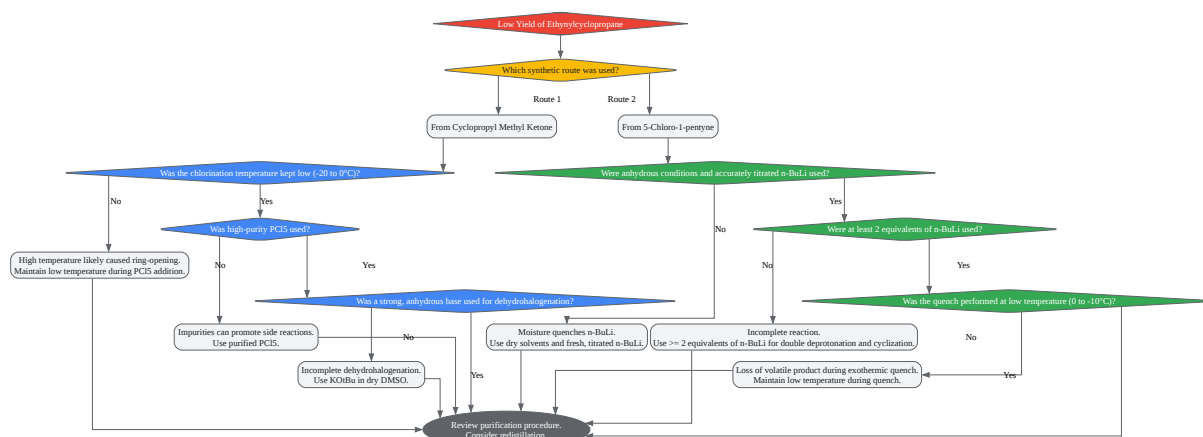 Low Yield of Ethynylcyclopropane
Which synthetic route was used?
Route 1
Route 2
From Cyclopropyl Methyl Ketone
From 5-Chloro-1-pentyne
Was the chlorination temperature kept low (-20 to 0°C)?
Were anhydrous conditions and accurately titrated n-BuLi used?
No
Yes
Yes
Was high-purity PCl5 used?
No
Were at least 2 equivalents of n-BuLi used?
High temperature likely caused ring-opening.
Maintain low temperature during PCl5 addition.
No
Yes
No
Yes
Was a strong, anhydrous base used for dehydrohalogenation?
Was the quench performed at low temperature (0 to -10°C)?
Impurities can promote side reactions.
Use purified PCl5.
No
Moisture quenches n-BuLi.
Use dry solvents and fresh, titrated n-BuLi.
Incomplete reaction.
Use >= 2 equivalents of n-BuLi for double deprotonation and cyclization.
No
Incomplete dehydrohalogenation.
Use KOtBu in dry DMSO.
Yes
Loss of volatile product during exothermic quench.
Maintain low temperature during quench.
Yes
Review purification procedure.
Consider redistillation.